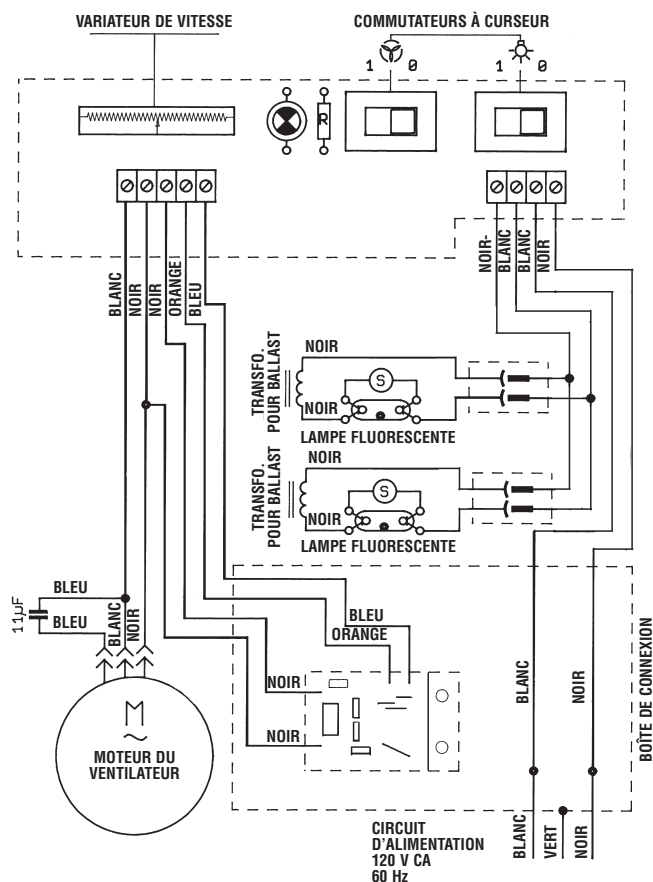 VARIATEUR DE VITESSE
COMMUTATEURS À CURSEUR
1 0
1 0
R
BLANC
NOIR
NOIR
ORANGE
BLEU
NOIR-
BLANC
BLANC
NOIR
TRANSFO.
POUR BALLAST
NOIR
S
NOIR
LAMPE FLUORESCENTE
TRANSFO.
POUR BALLAST
NOIR
S
NOIR
LAMPE FLUORESCENTE
11µF
BLEU
BLEU
BLANC
NOIR
BLEU
ORANGE
NOIR
NOIR
M
MOTEUR DU
VENTILATEUR
BLANC
NOIR
BOÎTE DE CONNEXION
CIRCUIT
D'ALIMENTATION
120 V CA
60 Hz
BLANC
VERT
NOIR